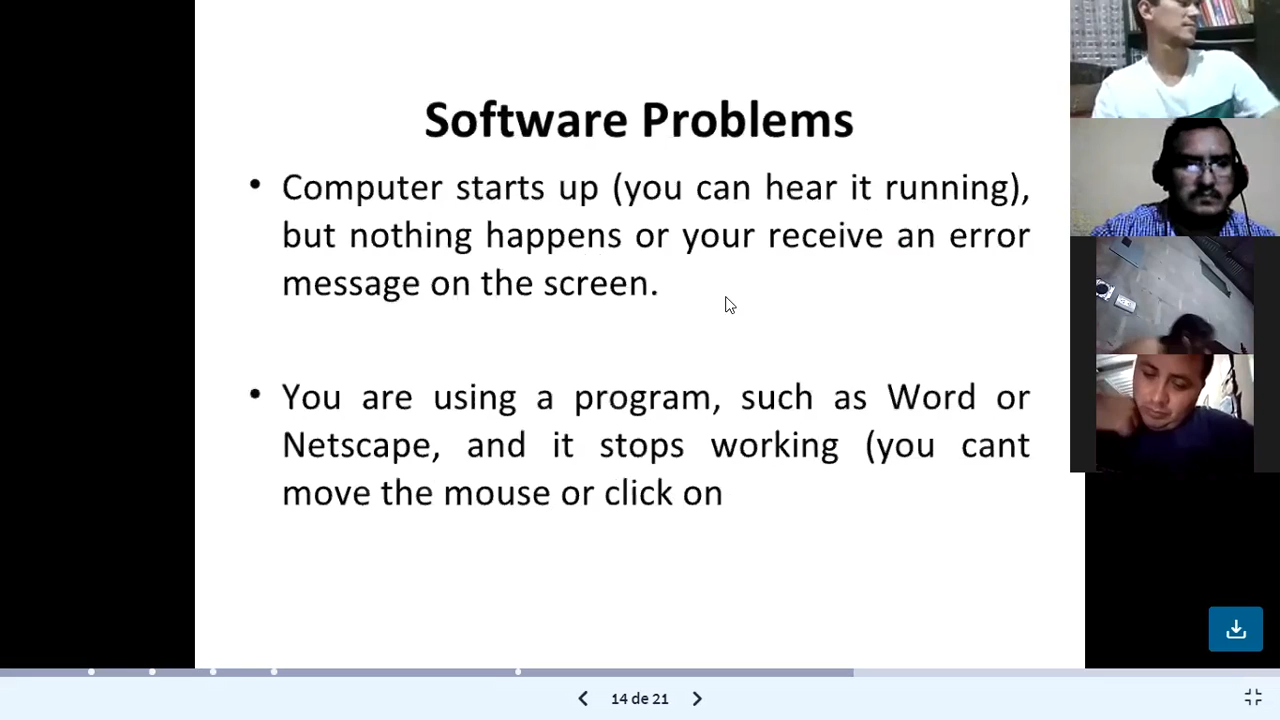 Software Problems
• Computer starts up (you can hear it running),
but nothing happens or your receive an error
message on the screen.
• You are using a program, such as Word or
Netscape, and it stops working (you cant
move the mouse or click on
14 de 21